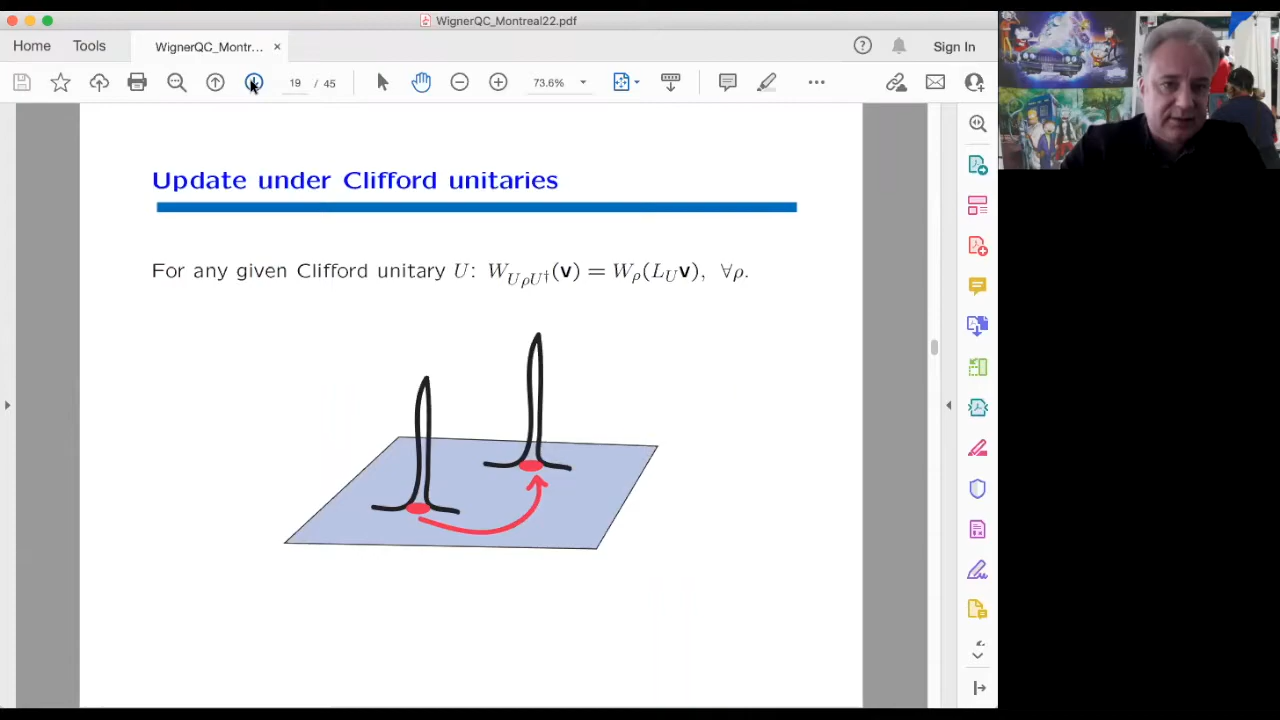 WignerQC_Montreal22.pdf
Home
Tools
WignerQC_Montr...
×
Sign In
19 / 45
73.6%
Update under Clifford unitaries
For any given Clifford unitary U: W_{UρU†}(v) = W_ρ(L_U v), ∀ρ.